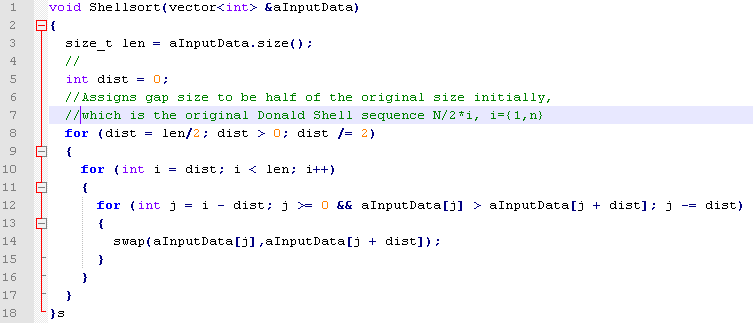 1 void Shellsort(vector<int> &aInputData)
2 {
3 size_t len = aInputData.size();
4 //
5 int dist = 0;
6 //Assigns gap size to be half of the original size initially,
7 //which is the original Donald Shell sequence N/2*i, i={1,n}
8 for (dist = len/2; dist > 0; dist /= 2)
9 {
10 for (int i = dist; i < len; i++)
11 {
12 for (int j = i - dist; j >= 0 && aInputData[j] > aInputData[j + dist]; j -= dist)
13 {
14 swap(aInputData[j],aInputData[j + dist]);
15 }
16 }
17 }
18 }s